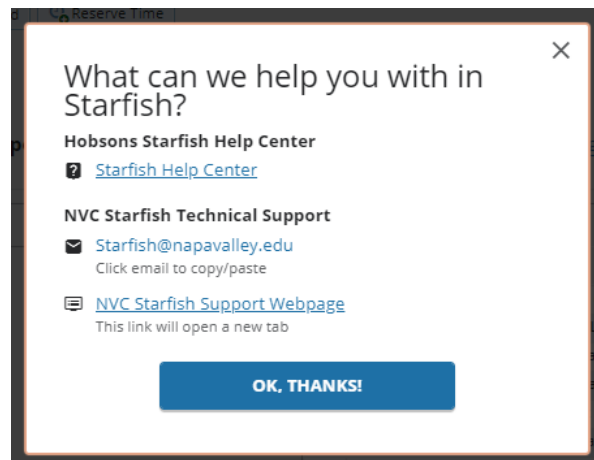 Reserve Time
What can we help you with in
Starfish?
Hobsons Starfish Help Center
Starfish Help Center
NVC Starfish Technical Support
Starfish@napavalley.edu
Click email to copy/paste
NVC Starfish Support Webpage
This link will open a new tab
OK, THANKS!